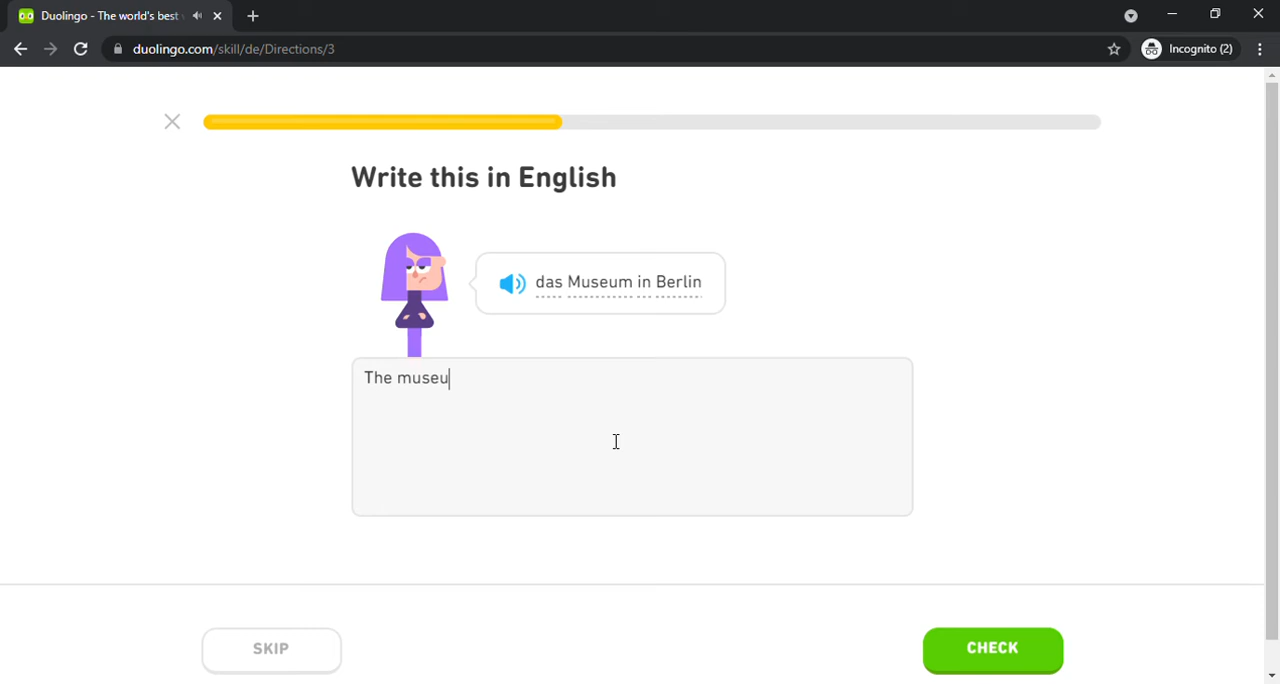 Duolingo - The world's best
duolingo.com/skill/de/Directions/3
Incognito (2)
Write this in English
das Museum in Berlin
The museu
SKIP
CHECK